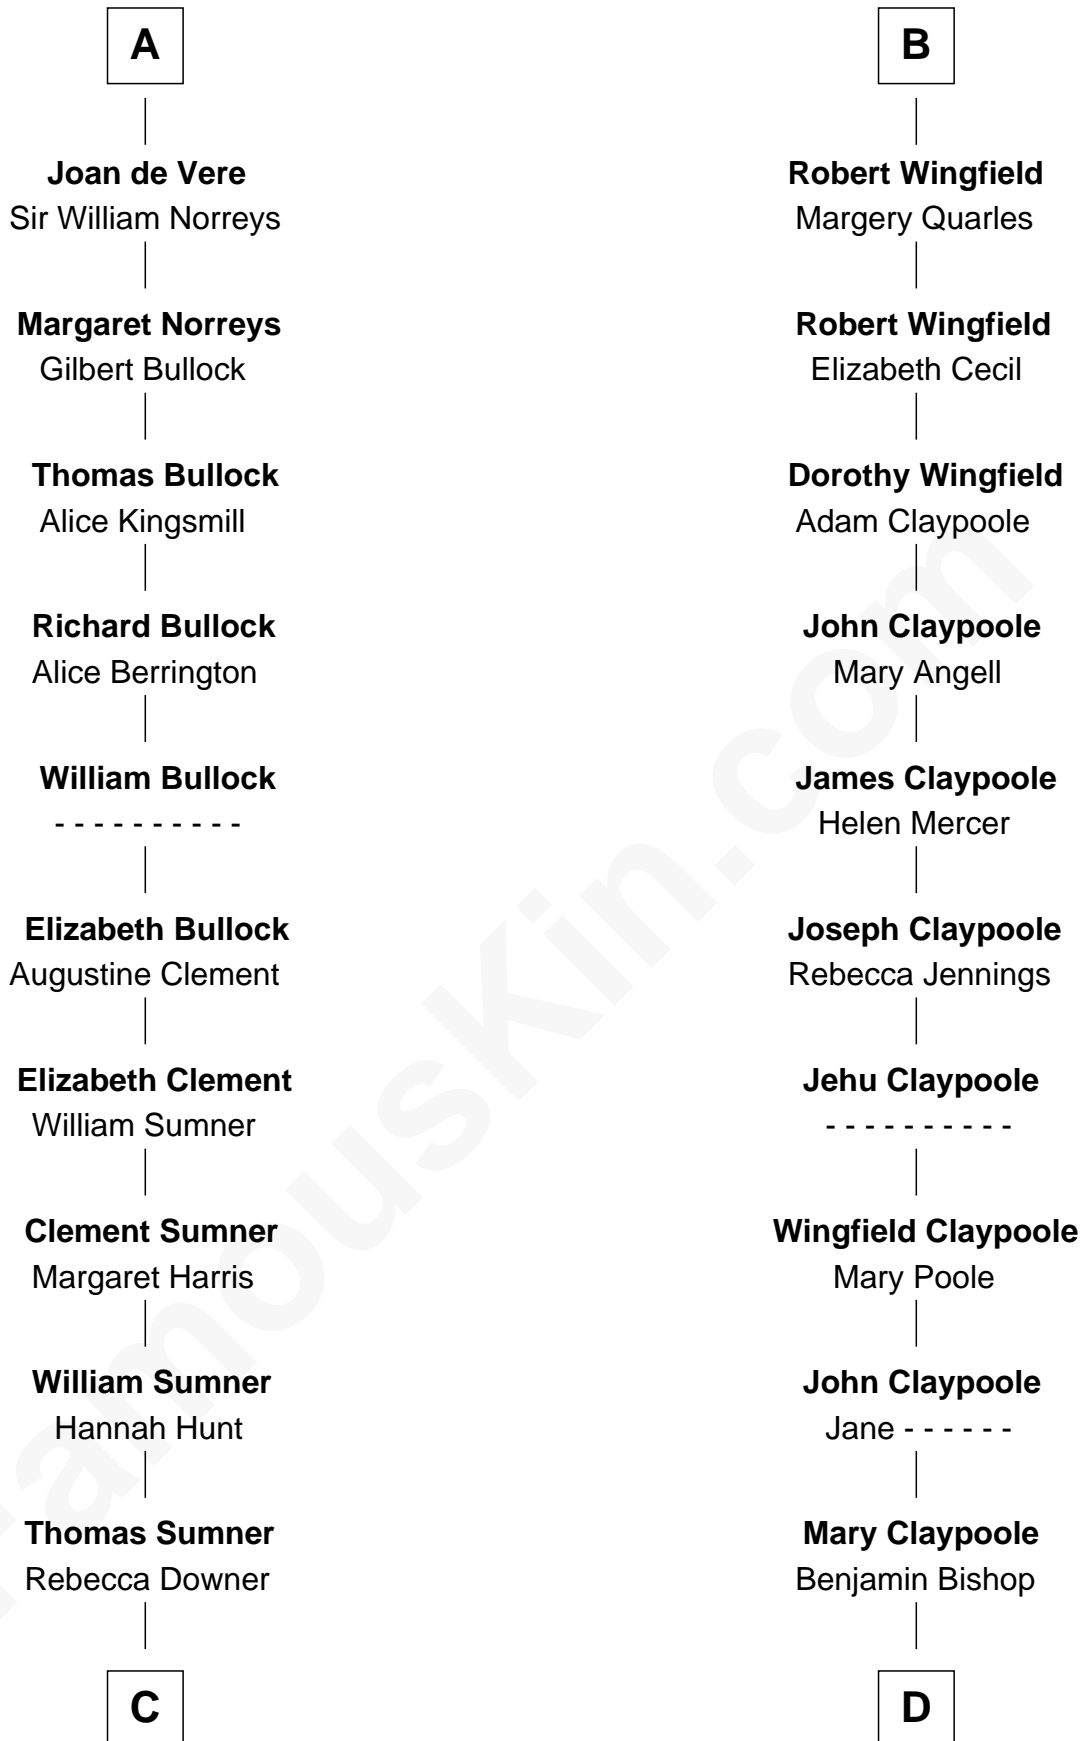 A
Joan de Vere
Sir William Norreys
Margaret Norreys
Gilbert Bullock
Thomas Bullock
Alice Kingsmill
Richard Bullock
Alice Berrington
William Bullock
- - - - - - - - - -
Elizabeth Bullock
Augustine Clement
Elizabeth Clement
William Sumner
Clement Sumner
Margaret Harris
William Sumner
Hannah Hunt
Thomas Sumner
Rebecca Downer
C
B
Robert Wingfield
Margery Quarles
Robert Wingfield
Elizabeth Cecil
Dorothy Wingfield
Adam Claypoole
John Claypoole
Mary Angell
James Claypoole
Helen Mercer
Joseph Claypoole
Rebecca Jennings
Jehu Claypoole
- - - - - - - - - -
Wingfield Claypoole
Mary Poole
John Claypoole
Jane - - - - - -
Mary Claypoole
Benjamin Bishop
D
FamousKin.com